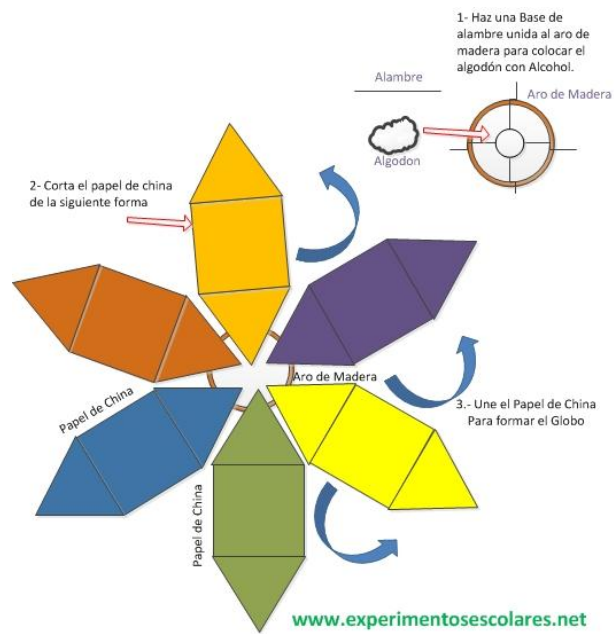 1- Haz una Base de
alambre unida al aro de
madera para colocar el
algodón con Alcohol.
Alambre
Aro de Madera
Algodon
2- Corta el papel de china
de la siguiente forma
Aro de Madera
Papel de China
3.- Une el Papel de China
Para formar el Globo
Papel de China
www.experimentosescolares.net